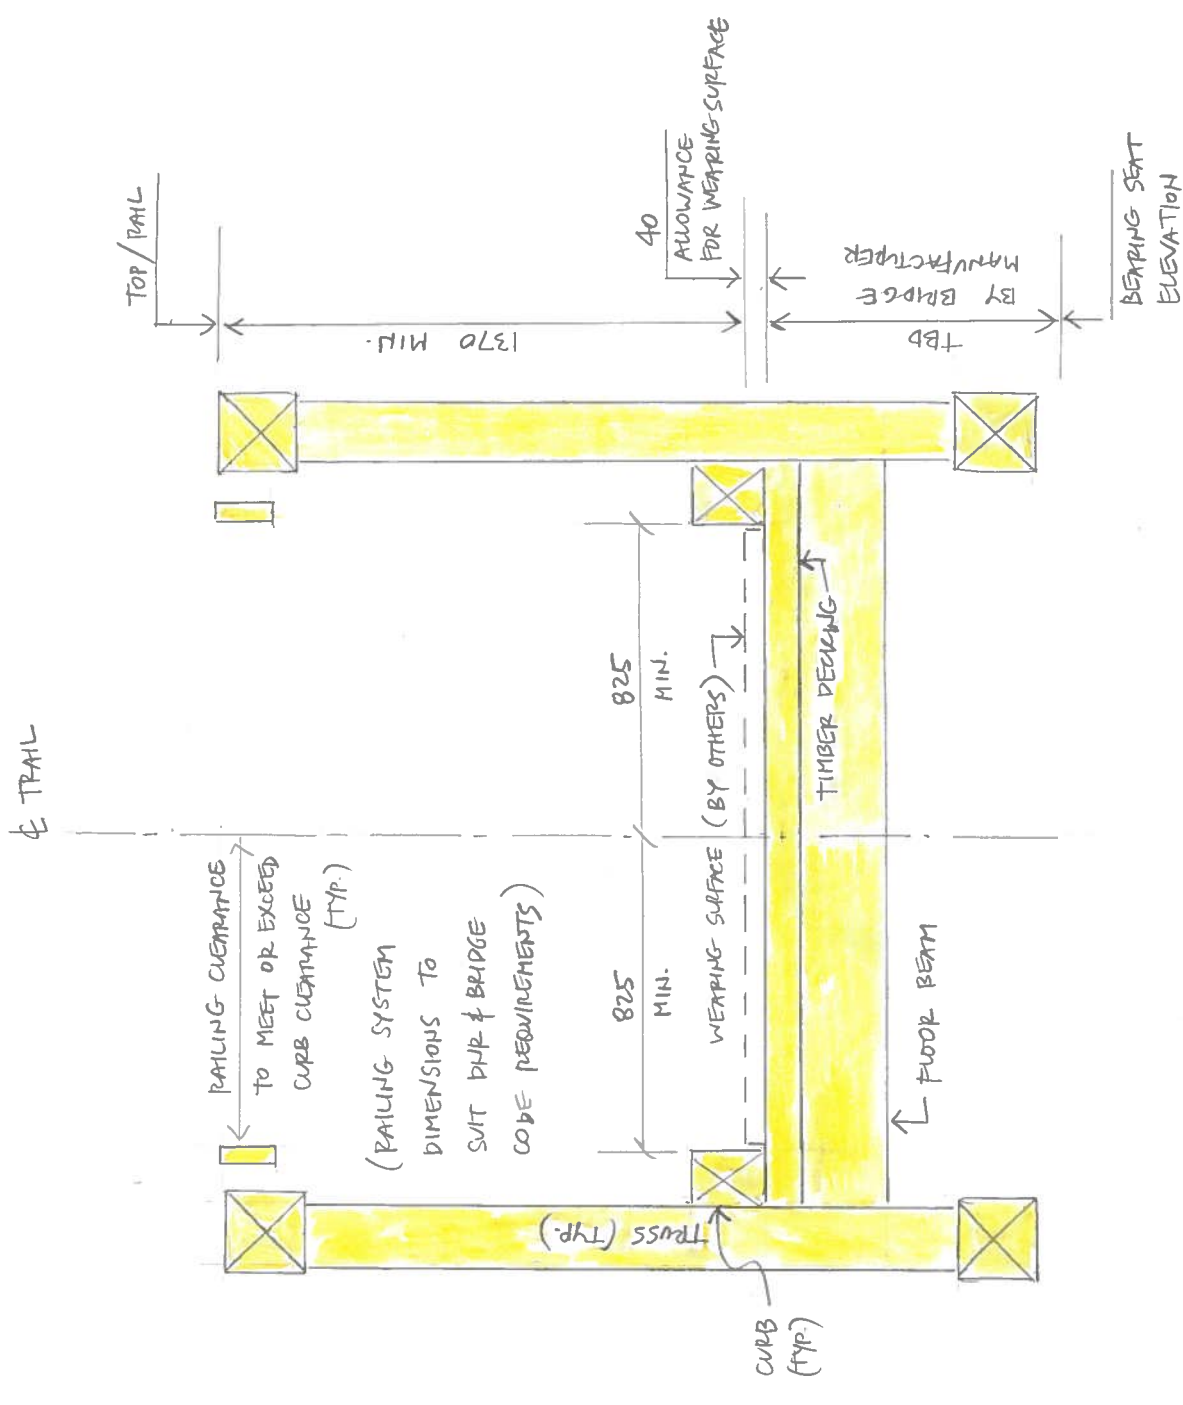 ℄ TRAIL
RAILING CLEARANCE
TO MEET OR EXCEED
CURB CLEARANCE
(TYP.)
(RAILING SYSTEM
DIMENSIONS TO
SUIT DNR & BRIDGE
CODE REQUIREMENTS)
825
MIN.
825
MIN.
WEARING SURFACE (BY OTHERS)
TIMBER DECKING
FLOOR BEAM
TRUSS (TYP.)
CURB
(TYP.)
TOP/RAIL
1370 MIN.
40
ALLOWANCE
FOR WEARING SURFACE
TBD
BY BRIDGE
MANUFACTURER
BEARING SEAT
ELEVATION